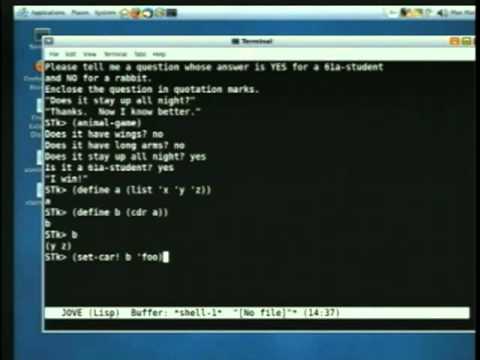 Applications Places System
Terminal
File Edit View Terminal Tabs Help
Please tell me a question whose answer is YES for a 61a-student
and NO for a rabbit.
Enclose the question in quotation marks.
"Does it stay up all night?"
"Thanks.  Now I know better."
STk> (animal-game)
Does it have wings? no
Does it have long arms? no
Does it stay up all night? yes
Is it a 61a-student? yes
"I win!"
STk> (define a (list 'x 'y 'z))
a
STk> (define b (cdr a))
b
STk> b
(y z)
STk> (set-car! b 'foo)
JOVE (Lisp)  Buffer: *shell-1*  "[No file]"* (14:37)